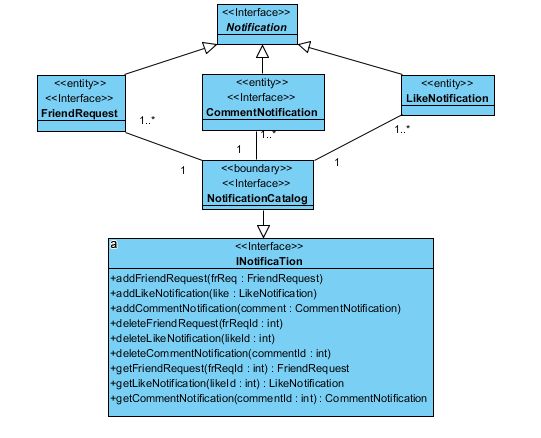 <<Interface>>
Notification
<<entity>>
<<Interface>>
FriendRequest
<<entity>>
<<Interface>>
CommentNotification
<<entity>>
LikeNotification
1..*
1..*
1..*
1
1
1
<<boundary>>
<<Interface>>
NotificationCatalog
a
<<Interface>>
INotificaTion
+addFriendRequest(frReq : FriendRequest)
+addLikeNotification(like : LikeNotification)
+addCommentNotification(comment : CommentNotification)
+deleteFriendRequest(frReqId : int)
+deleteLikeNotification(likeId : int)
+deleteCommentNotification(commentId : int)
+getFriendRequest(frReqId : int) : FriendRequest
+getLikeNotification(likeId : int) : LikeNotification
+getCommentNotification(commentId : int) : CommentNotification